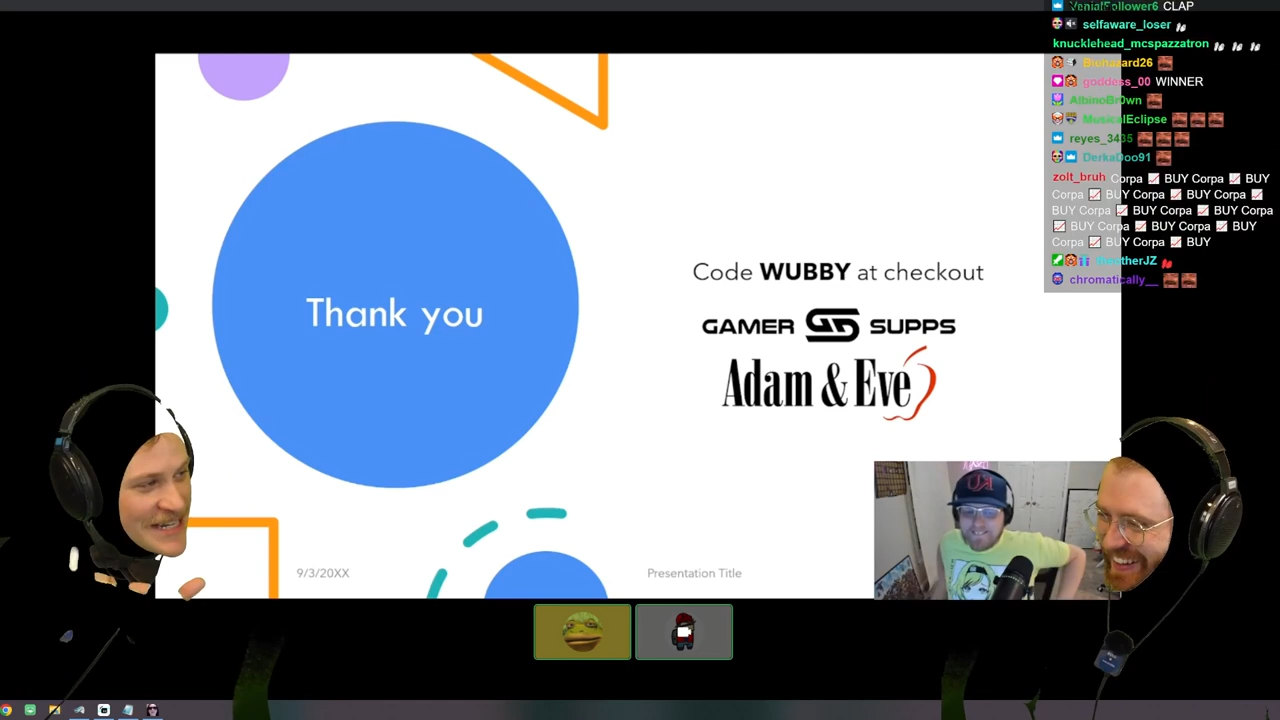 VenialFollower6 CLAP
selfaware_loser
knucklehead_mcspazzatron
Biohazard26
goddess_00 WINNER
AlbinoBr0wn
MusicalEclipse
reyes_3435
DerkaDoo91
zolt_bruh Corpa BUY Corpa BUY
Corpa BUY Corpa BUY Corpa
BUY Corpa BUY Corpa BUY Corpa
BUY Corpa BUY Corpa BUY
Corpa BUY Corpa BUY
chromatically__
Code WUBBY at checkout
GAMER SUPPS
Thank you
Adam & Eve
9/3/20XX
Presentation Title